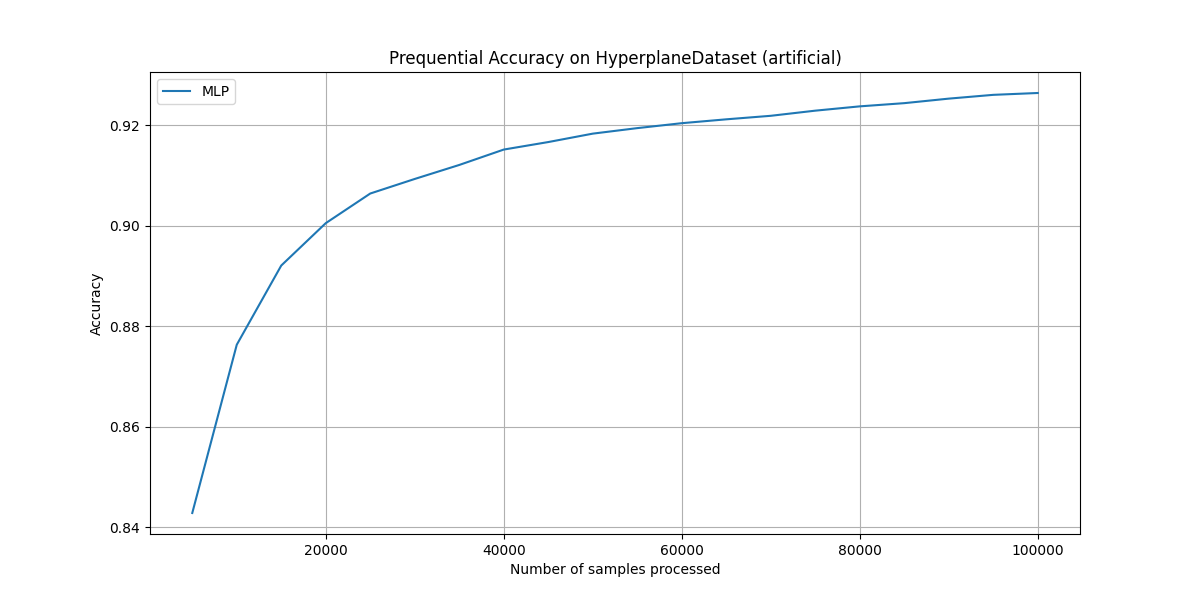 Prequential Accuracy on HyperplaneDataset (artificial)
MLP
0.92
0.90
0.88
0.86
0.84
Accuracy
20000 40000 60000 80000 100000
Number of samples processed